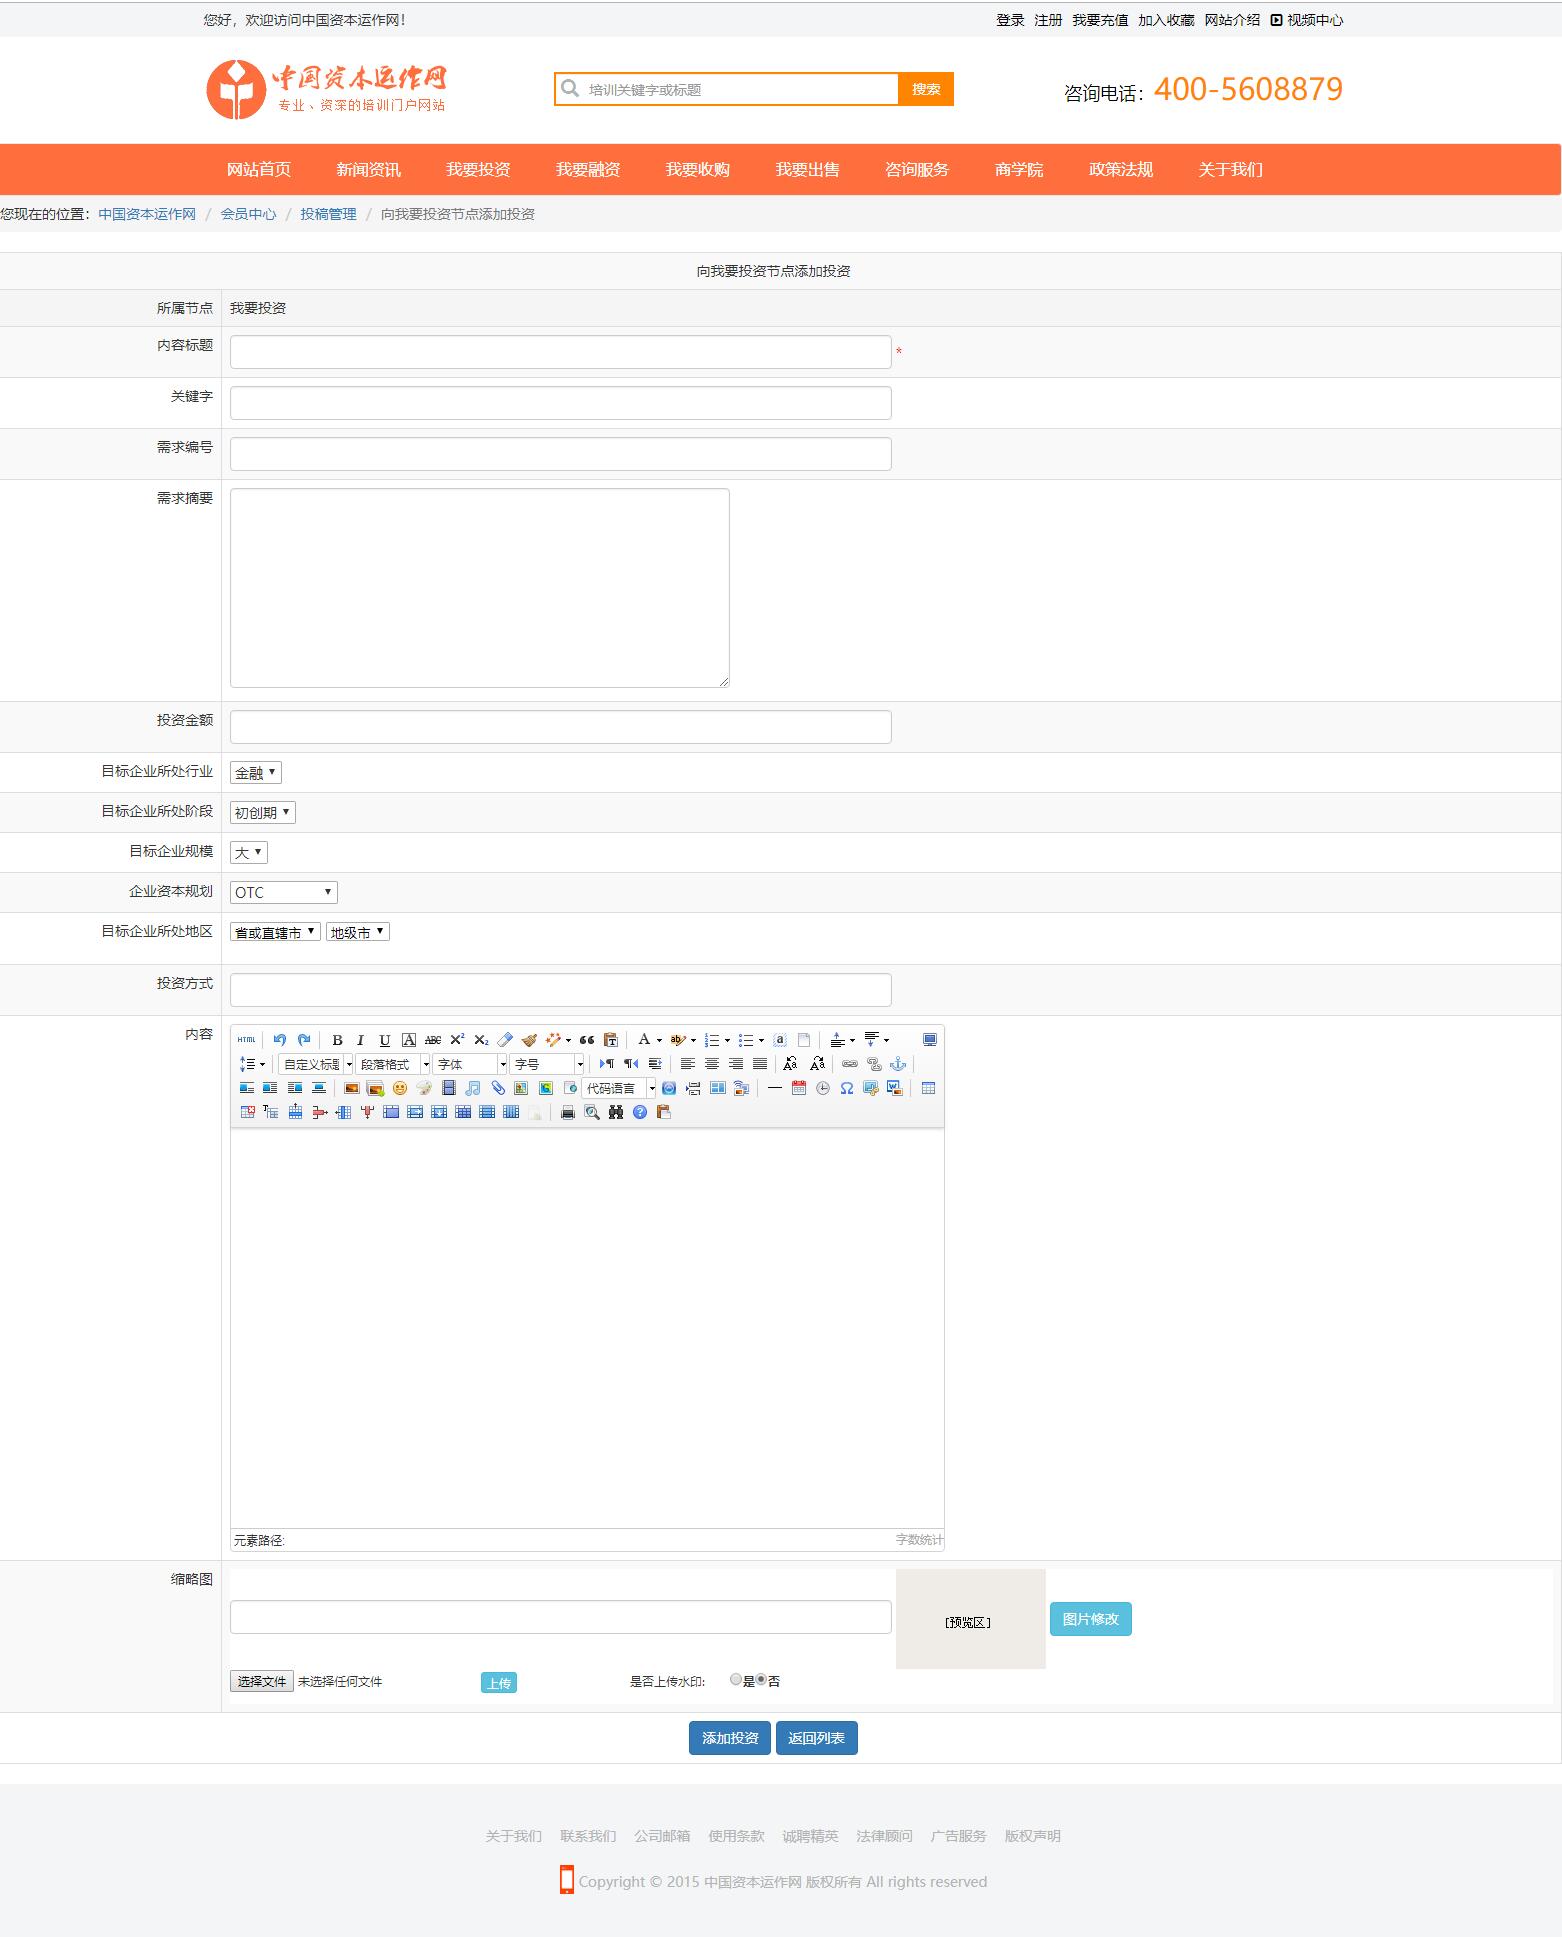 您好，欢迎访问中国资本运作网！
登录 注册 我要充值 加入收藏 网站介绍 视频中心
中国资本运作网
专业、资深的培训门户网站
培训关键字或标题 搜索
咨询电话：400-5608879
网站首页 新闻资讯 我要投资 我要融资 我要收购 我要出售 咨询服务 商学院 政策法规 关于我们
您现在的位置：中国资本运作网 / 会员中心 / 投稿管理 / 向我要投资节点添加投资
向我要投资节点添加投资
所属节点 我要投资
内容标题 *
关键字
需求编号
需求摘要
投资金额
目标企业所处行业 金融
目标企业所处阶段 初创期
目标企业规模 大
企业资本规划 OTC
目标企业所处地区 省或直辖市 地级市
投资方式
内容
HTML B I U A ABC X² X₂ A ab a
自定义标题 段落格式 字体 字号
代码语言
元素路径: 字数统计
缩略图
[预览区] 图片修改
选择文件 未选择任何文件 上传 是否上传水印: 是 否
添加投资 返回列表
关于我们 联系我们 公司邮箱 使用条款 诚聘精英 法律顾问 广告服务 版权声明
Copyright © 2015 中国资本运作网 版权所有 All rights reserved